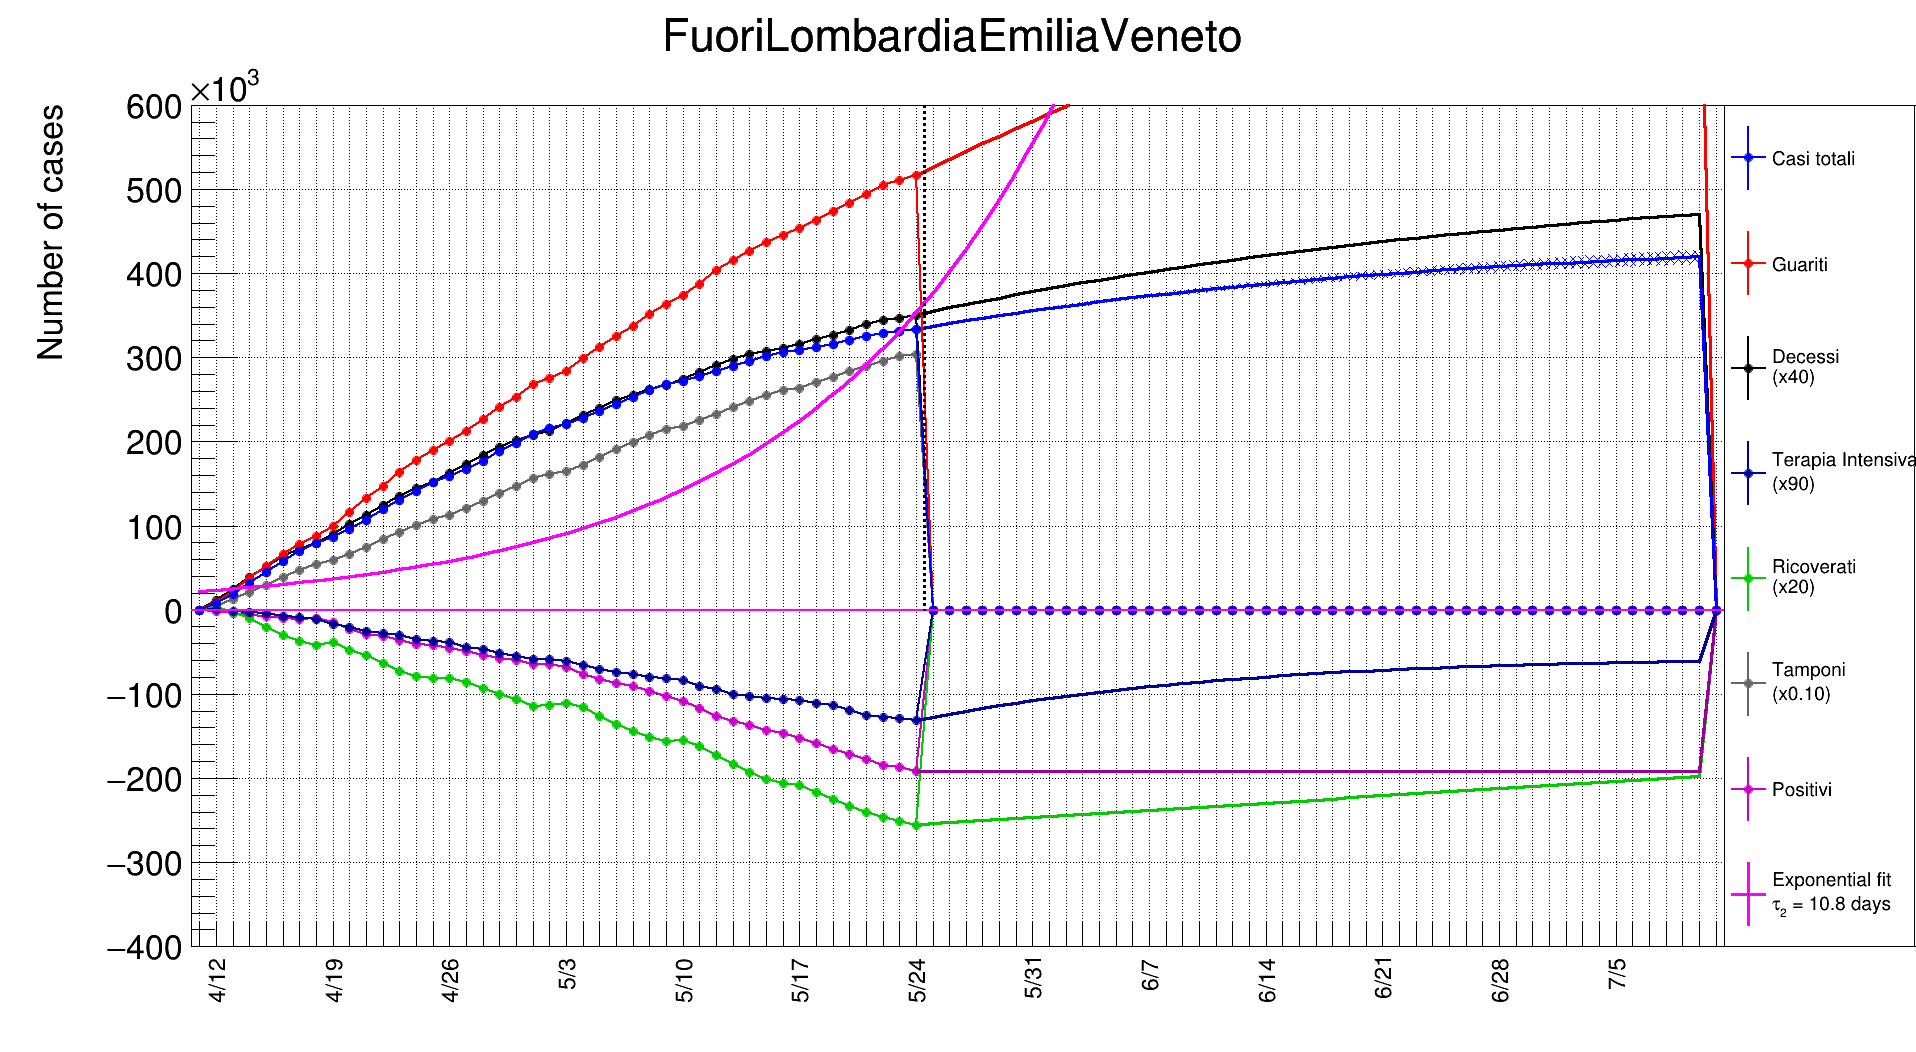 FuoriLombardiaEmiliaVeneto
×10³
Number of cases
600
500
400
300
200
100
0
−100
−200
−300
−400
4/12
4/19
4/26
5/3
5/10
5/17
5/24
5/31
6/7
6/14
6/21
6/28
7/5
Casi totali
Guariti
Decessi
(x40)
Terapia Intensiva
(x90)
Ricoverati
(x20)
Tamponi
(x0.10)
Positivi
Exponential fit
τ₂ = 10.8 days